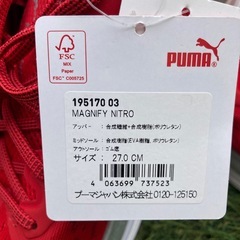 FSC
MIX
Paper
FSC® C005725
PUMA
195170 03
MAGNIFY NITRO
アッパー : 合成繊維+合成樹脂(ポリウレタン)
ミッドソール : 合成樹脂(EVA樹脂, ポリウレタン)
アウトソール : ゴム底
サイズ : 27.0 CM
4 063699 737523
プーマジャパン株式会社 0120-125150